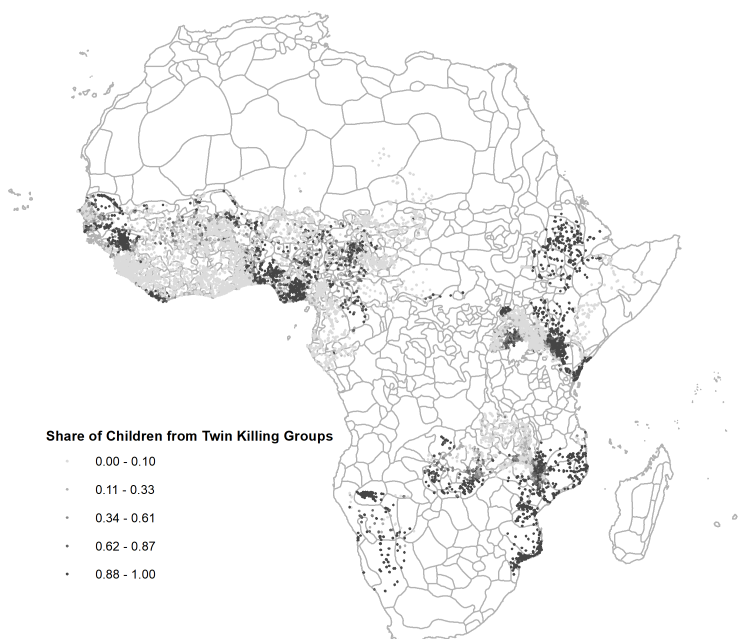 Share of Children from Twin Killing Groups
0.00 - 0.10
0.11 - 0.33
0.34 - 0.61
0.62 - 0.87
0.88 - 1.00